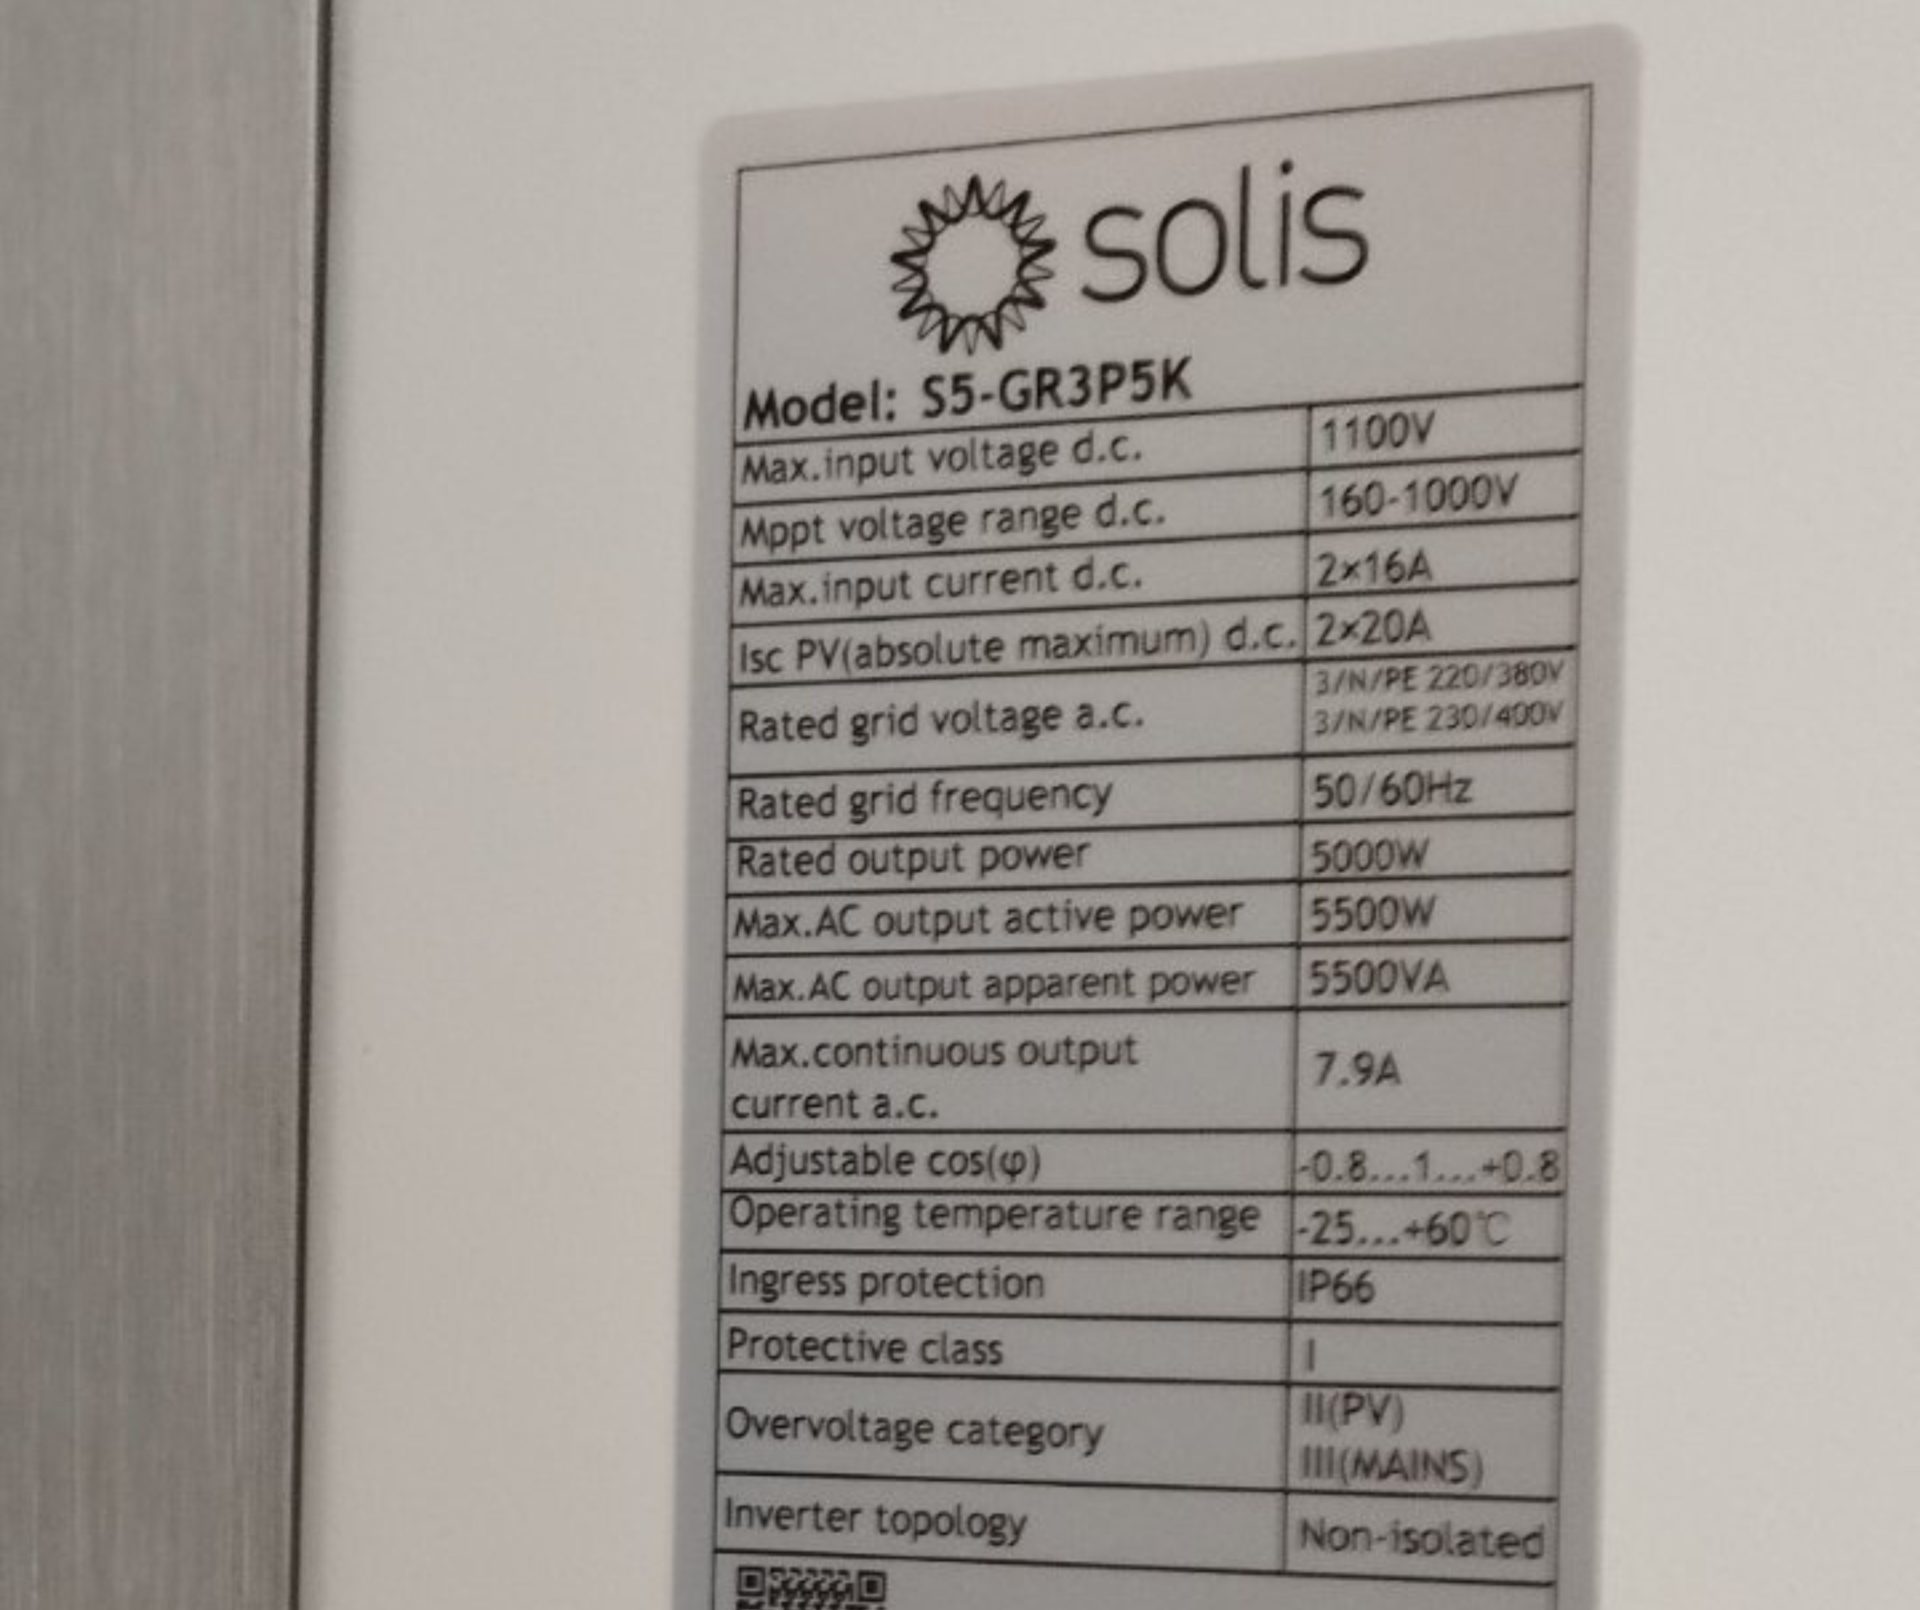 solis
Model: S5-GR3P5K
Max.input voltage d.c. 1100V
Mppt voltage range d.c. 160-1000V
Max.input current d.c. 2×16A
Isc PV(absolute maximum) d.c. 2×20A
Rated grid voltage a.c. 3/N/PE 220/380V
3/N/PE 230/400V
Rated grid frequency 50/60Hz
Rated output power 5000W
Max.AC output active power 5500W
Max.AC output apparent power 5500VA
Max.continuous output
current a.c. 7.9A
Adjustable cos(φ) -0.8...1...+0.8
Operating temperature range -25...+60℃
Ingress protection IP66
Protective class I
Overvoltage category II(PV)
III(MAINS)
Inverter topology Non-isolated